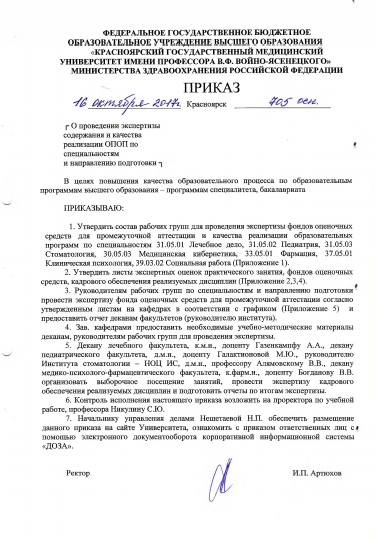 ФЕДЕРАЛЬНОЕ ГОСУДАРСТВЕННОЕ БЮДЖЕТНОЕ
ОБРАЗОВАТЕЛЬНОЕ УЧРЕЖДЕНИЕ ВЫСШЕГО ОБРАЗОВАНИЯ
«КРАСНОЯРСКИЙ ГОСУДАРСТВЕННЫЙ МЕДИЦИНСКИЙ
УНИВЕРСИТЕТ ИМЕНИ ПРОФЕССОРА В.Ф. ВОЙНО-ЯСЕНЕЦКОГО»
МИНИСТЕРСТВА ЗДРАВООХРАНЕНИЯ РОССИЙСКОЙ ФЕДЕРАЦИИ
ПРИКАЗ
16 октября 2017г. Красноярск 705 осн.
О проведении экспертизы
содержания и качества
реализации ОПОП по
специальностям
и направлению подготовки
В целях повышения качества образовательного процесса по образовательным
программам высшего образования – программам специалитета, бакалавриата
ПРИКАЗЫВАЮ:
1. Утвердить состав рабочих групп для проведения экспертизы фондов оценочных
средств для промежуточной аттестации и качества реализации образовательных
программ по специальностям 31.05.01 Лечебное дело, 31.05.02 Педиатрия, 31.05.03
Стоматология, 30.05.03 Медицинская кибернетика, 33.05.01 Фармация, 37.05.01
Клиническая психология, 39.03.02 Социальная работа (Приложение 1).
2. Утвердить листы экспертных оценок практического занятия, фондов оценочных
средств, кадрового обеспечения реализуемых дисциплин (Приложение 2,3,4).
3. Руководителям рабочих групп по специальностям и направлению подготовки
провести экспертизу фонда оценочных средств для промежуточной аттестации согласно
утвержденным листам на кафедрах в соответствии с графиком (Приложение 5) и
предоставить отчет деканам факультетов (руководителю института).
4. Зав. кафедрами предоставить необходимые учебно-методические материалы
деканам, руководителям рабочих групп для проведения экспертизы.
5. Декану лечебного факультета, к.м.н., доценту Газенкампфу А.А., декану
педиатрического факультета, д.м.н., доценту Галактионовой М.Ю., руководителю
Института стоматологии – НОЦ ИС, д.м.н., профессору Алямовскому В.В., декану
медико-психолого-фармацевтического факультета, к.фарм.н., доценту Богданову В.В.
организовать выборочное посещение занятий, провести экспертизу кадрового
обеспечения реализуемых дисциплин и подготовить отчеты по итогам экспертизы.
6. Контроль исполнения настоящего приказа возложить на проректора по учебной
работе, профессора Никулину С.Ю.
7. Начальнику управления делами Нешетаевой Н.П. обеспечить размещение
данного приказа на сайте Университета, ознакомить с приказом ответственных лиц с
помощью электронного документооборота корпоративной информационной системы
«ДОЗА».
Ректор И.П. Артюхов